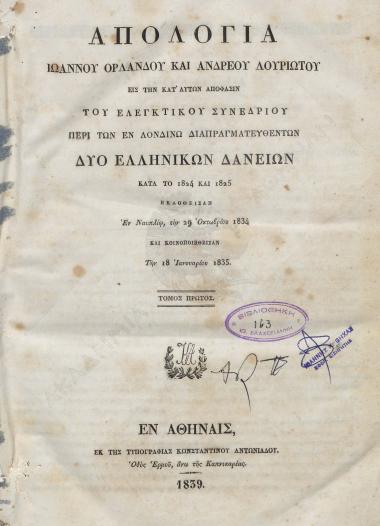 ΑΠΟΛΟΓΙΑ
ΙΩΑΝΝΟΥ ΟΡΛΑΝΔΟΥ ΚΑΙ ΑΝΔΡΕΟΥ ΛΟΥΡΙΩΤΟΥ
ΕΙΣ ΤΗΝ ΚΑΤ' ΑΥΤΩΝ ΑΠΟΦΑΣΙΝ
ΤΟΥ ΕΛΕΓΚΤΙΚΟΥ ΣΥΝΕΔΡΙΟΥ
ΠΕΡΙ ΤΩΝ ΕΝ ΛΟΝΔΙΝΩ ΔΙΑΠΡΑΓΜΑΤΕΥΘΕΝΤΩΝ
ΔΥΟ ΕΛΛΗΝΙΚΩΝ ΔΑΝΕΙΩΝ
ΚΑΤΑ ΤΟ 1824 ΚΑΙ 1825
ΕΚΔΟΘΕΙΣΑΝ
Ἐν Ναυπλίῳ, τὴν 29 Ὀκτωβρίου 1834
ΚΑΙ ΚΟΙΝΟΠΟΙΗΘΕΙΣΑΝ
Τὴν 18 Ἰανουαρίου 1835.
ΤΟΜΟΣ ΠΡΩΤΟΣ.
ΒΙΒΛΙΟΘΗΚΗ
163
ΕΝ ΑΘΗΝΑΙΣ,
ΕΚ ΤΗΣ ΤΥΠΟΓΡΑΦΙΑΣ ΚΩΝΣΤΑΝΤΙΝΟΥ ΑΝΤΩΝΙΑΔΟΥ.
Ὁδὸς Ἑρμοῦ, ἄνω τῆς Καπνικαρέας.
1839.